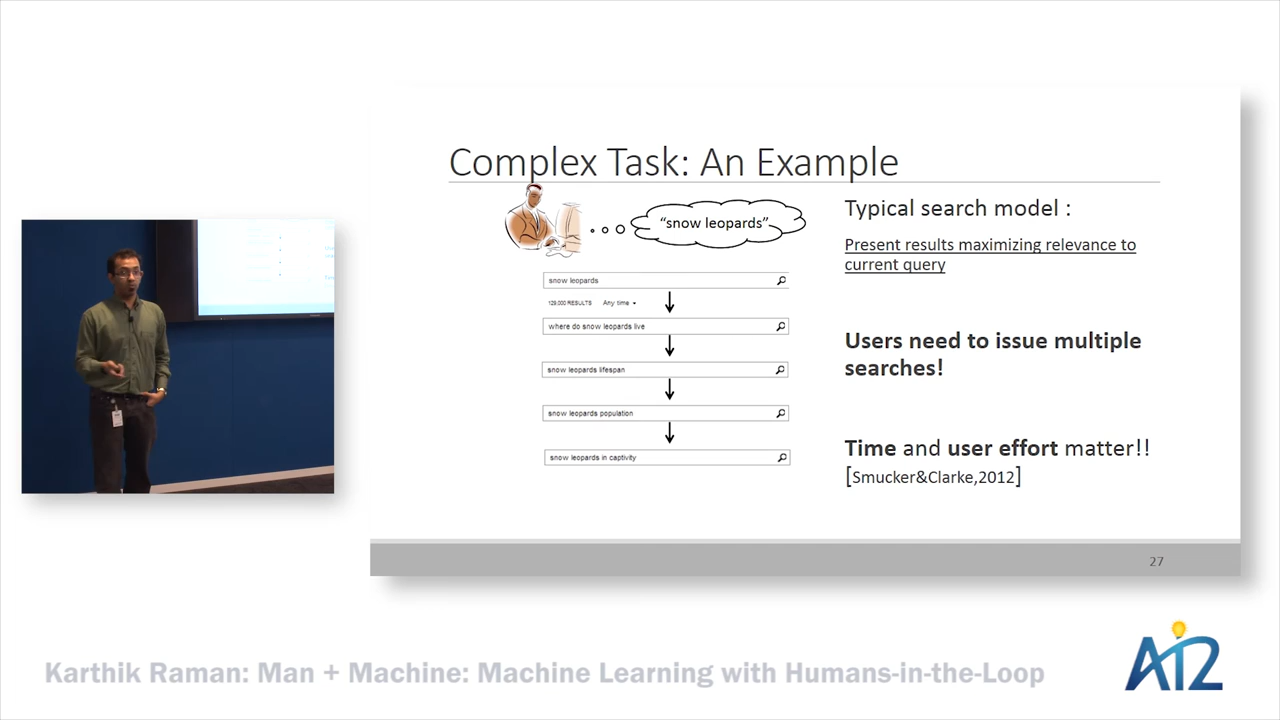 Complex Task: An Example
"snow leopards"
snow leopards
129,000 RESULTS Any time
where do snow leopards live
snow leopards lifespan
snow leopards population
snow leopards in captivity
Typical search model :
Present results maximizing relevance to
current query
Users need to issue multiple
searches!
Time and user effort matter!!
[Smucker&Clarke,2012]
27
Karthik Raman: Man + Machine: Machine Learning with Humans-in-the-Loop
AI2